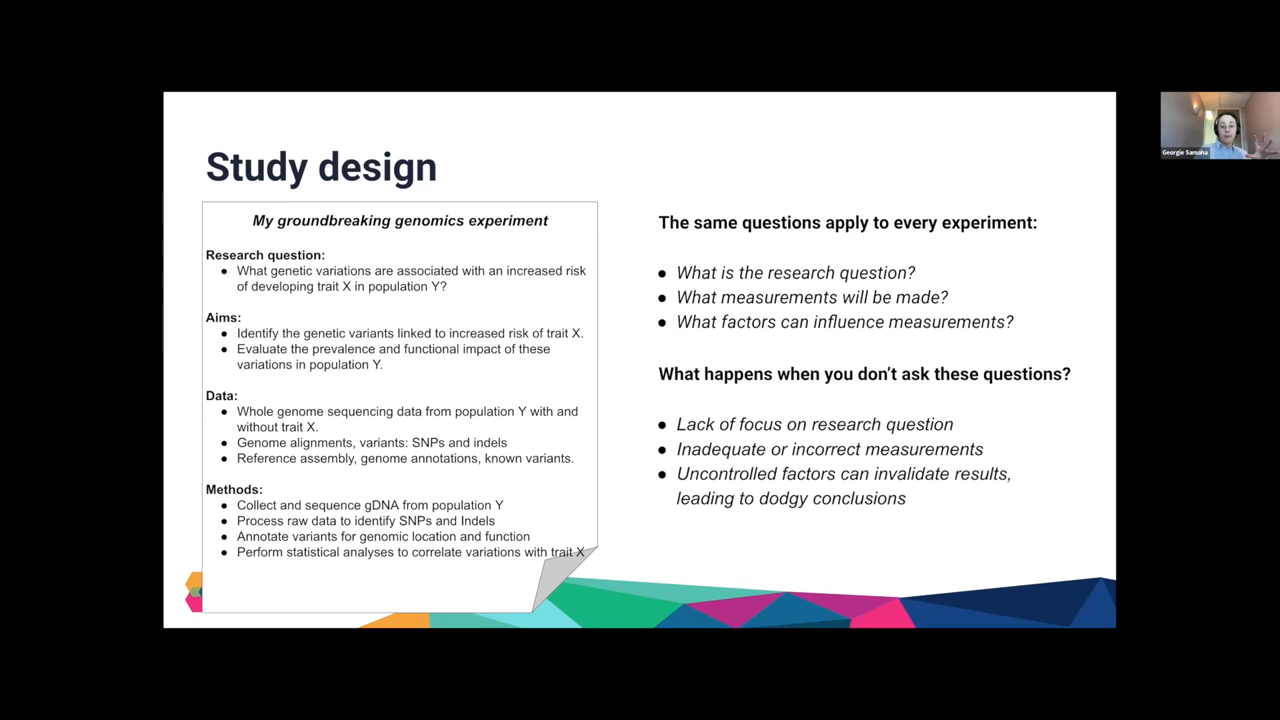 Study design
My groundbreaking genomics experiment
Research question:
● What genetic variations are associated with an increased risk
of developing trait X in population Y?
Aims:
● Identify the genetic variants linked to increased risk of trait X.
● Evaluate the prevalence and functional impact of these
variations in population Y.
Data:
● Whole genome sequencing data from population Y with and
without trait X.
● Genome alignments, variants: SNPs and indels
● Reference assembly, genome annotations, known variants.
Methods:
● Collect and sequence gDNA from population Y
● Process raw data to identify SNPs and Indels
● Annotate variants for genomic location and function
● Perform statistical analyses to correlate variations with trait X
The same questions apply to every experiment:
● What is the research question?
● What measurements will be made?
● What factors can influence measurements?
What happens when you don't ask these questions?
● Lack of focus on research question
● Inadequate or incorrect measurements
● Uncontrolled factors can invalidate results,
leading to dodgy conclusions
Georgie Samaha